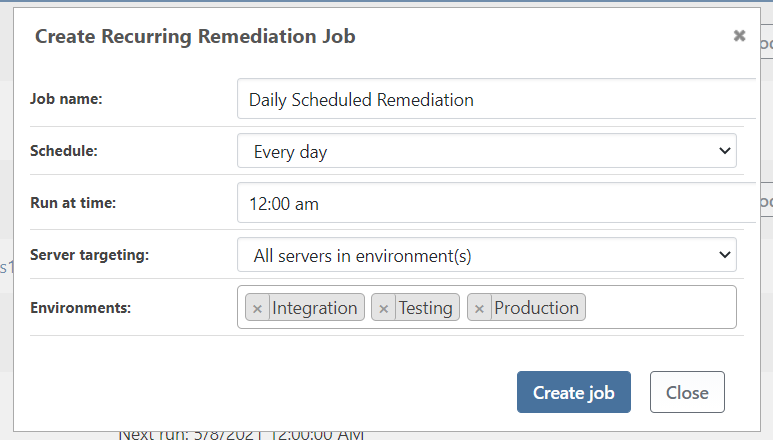 Create Recurring Remediation Job ✖
Job name: Daily Scheduled Remediation
Schedule: Every day
Run at time: 12:00 am
Server targeting: All servers in environment(s)
s1
Environments: × Integration × Testing × Production
Create job Close
Next run: 5/8/2021 12:00:00 AM